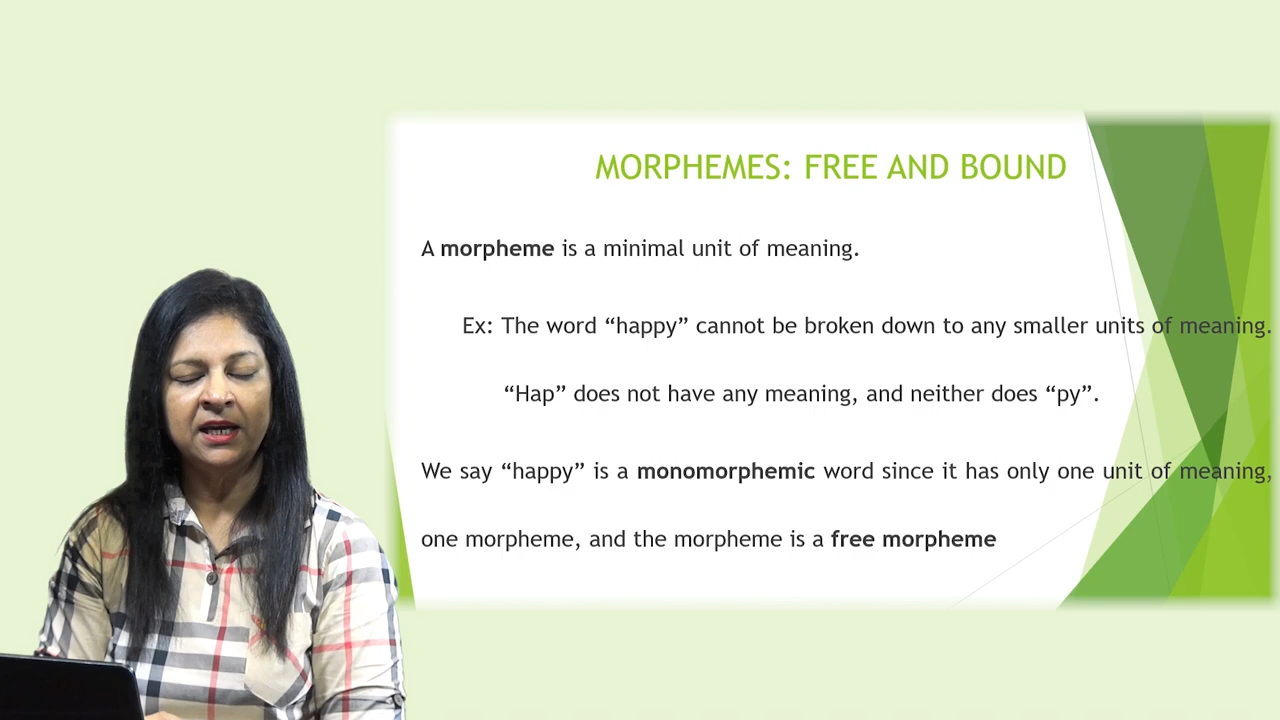 MORPHEMES: FREE AND BOUND
A morpheme is a minimal unit of meaning.
Ex: The word “happy” cannot be broken down to any smaller units of meaning.
“Hap” does not have any meaning, and neither does “py”.
We say “happy” is a monomorphemic word since it has only one unit of meaning,
one morpheme, and the morpheme is a free morpheme